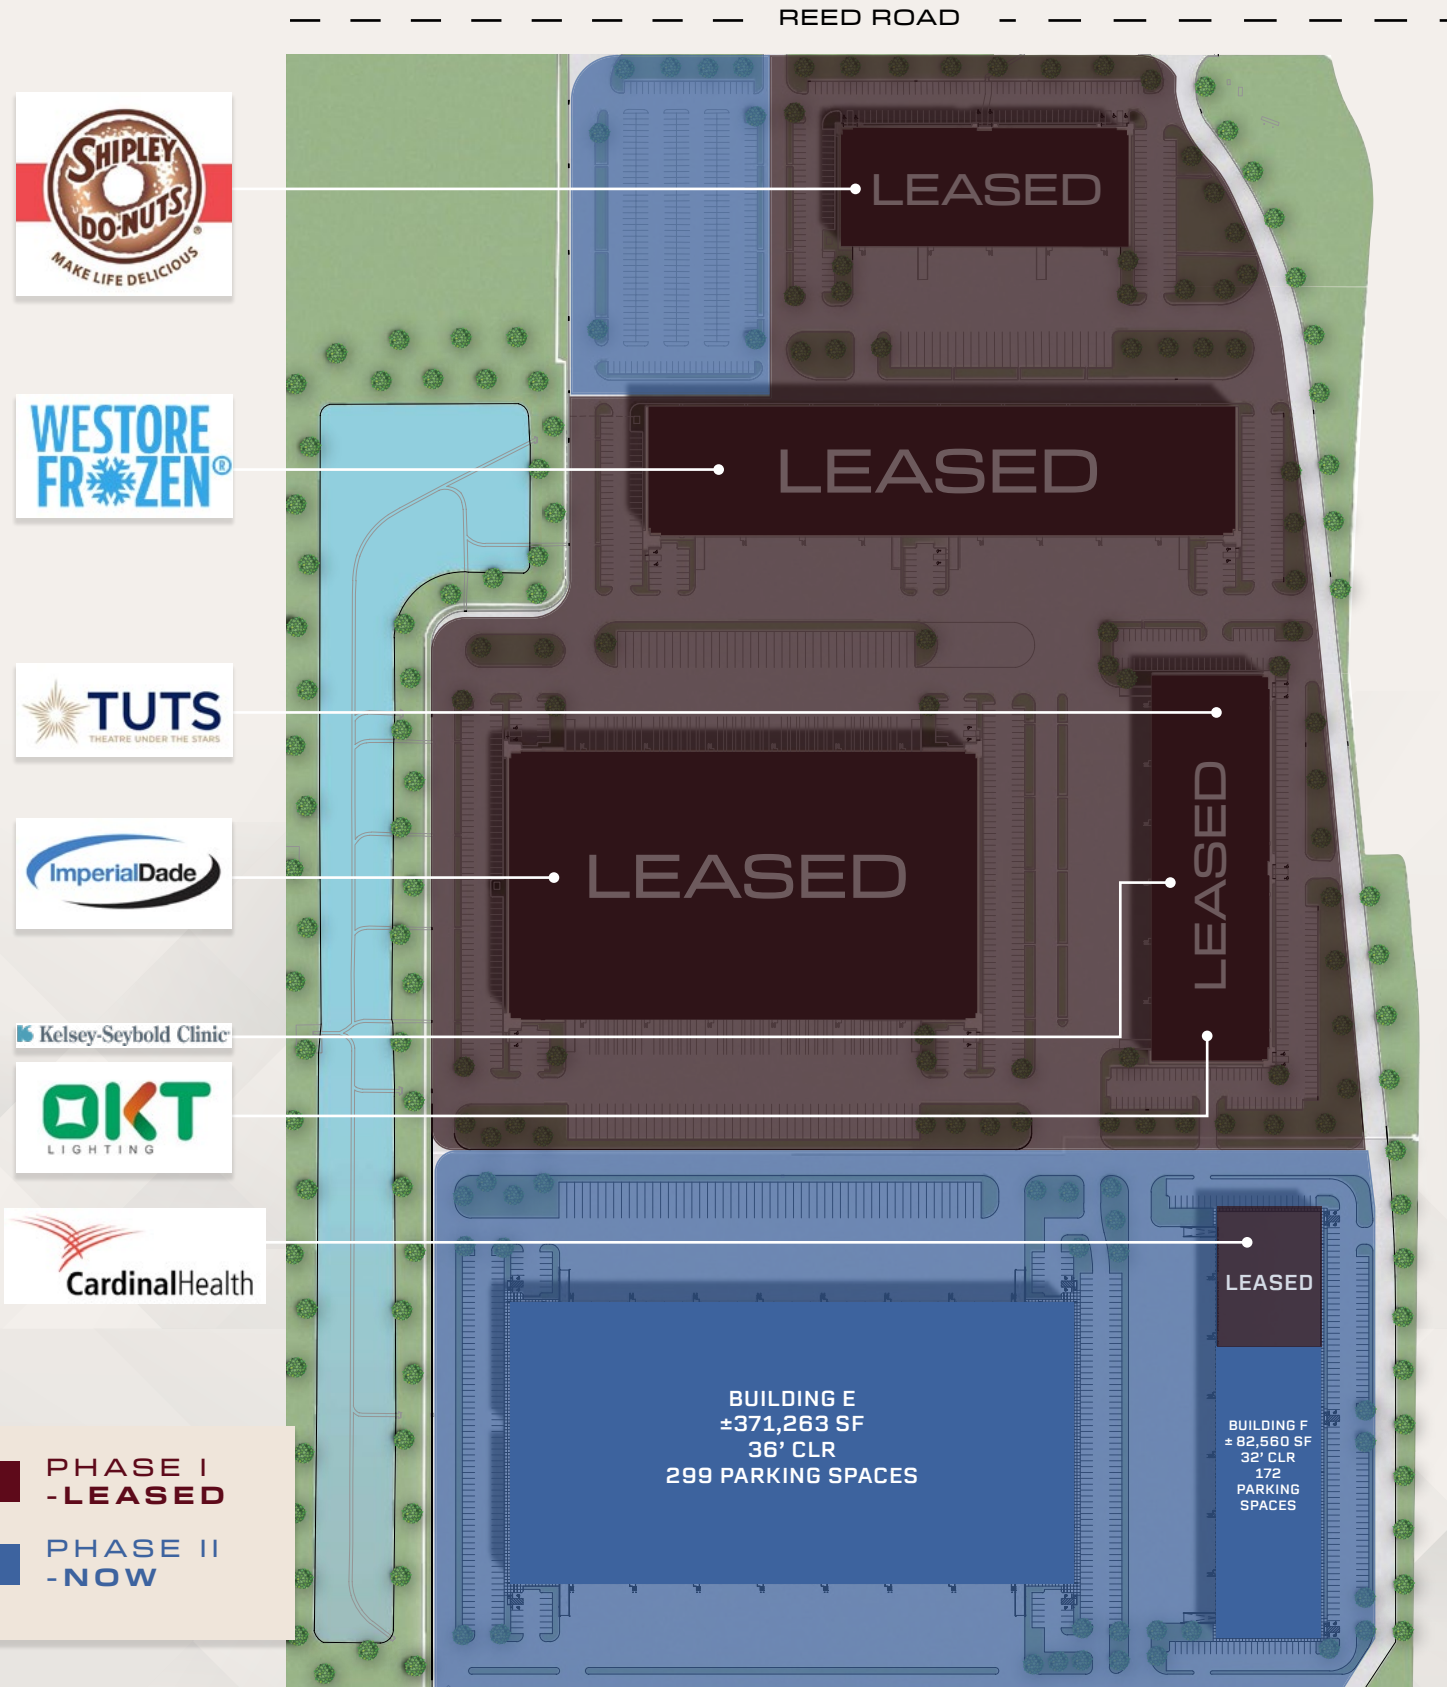 REED ROAD
SHIPLEY
DO-NUTS
®
MAKE LIFE DELICIOUS
LEASED
WESTORE
FROZEN®
LEASED
TUTS
THEATRE UNDER THE STARS
LEASED
ImperialDade
LEASED
Kelsey-Seybold Clinic
OKT
LIGHTING
CardinalHealth
LEASED
BUILDING E
±371,263 SF
36’ CLR
299 PARKING SPACES
BUILDING F
± 82,560 SF
32’ CLR
172
PARKING
SPACES
PHASE I
-LEASED
PHASE II
-NOW